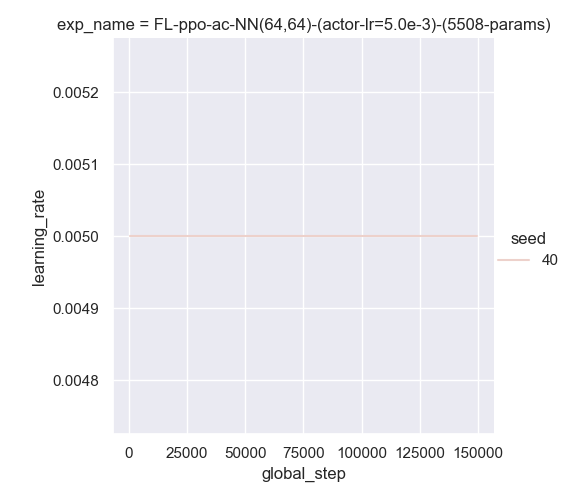 exp_name = FL-ppo-ac-NN(64,64)-(actor-lr=5.0e-3)-(5508-params)
0.0052
0.0051
0.0050
0.0049
0.0048
learning_rate
0 25000 50000 75000 100000 125000 150000
global_step
seed
40